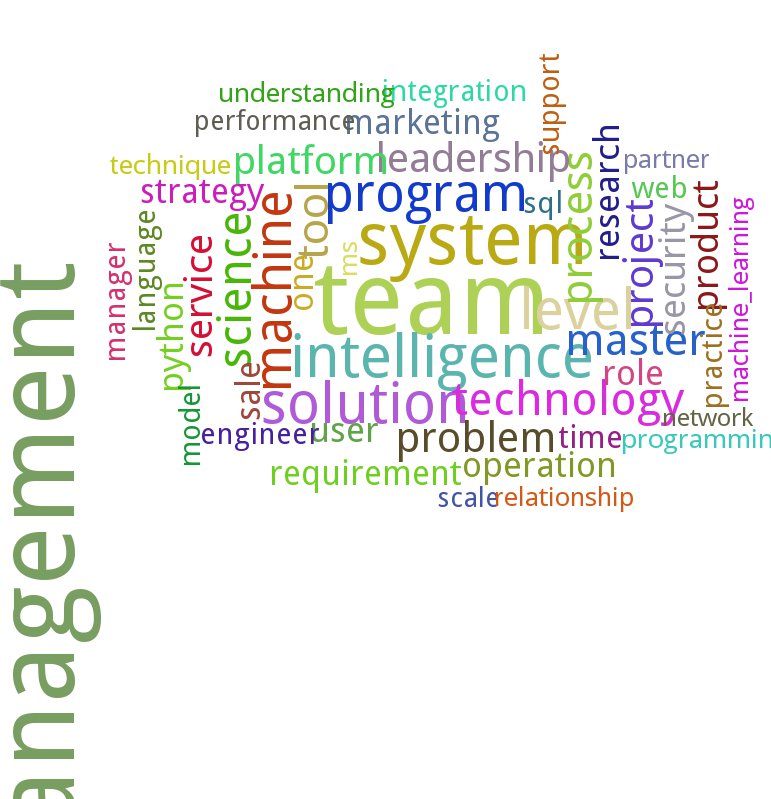 support
understanding
integration
performance
marketing
research
technique
platform
leadership
process
partner
strategy
program
sql
web
product
tool
machine
system
project
security
machine_learning
manager
language
science
service
one
ms
team
level
python
practice
intelligence
master
role
sale
model
solution
technology
network
engineer
user
problem
time
programmin
requirement
operation
scale
relationship
anagement